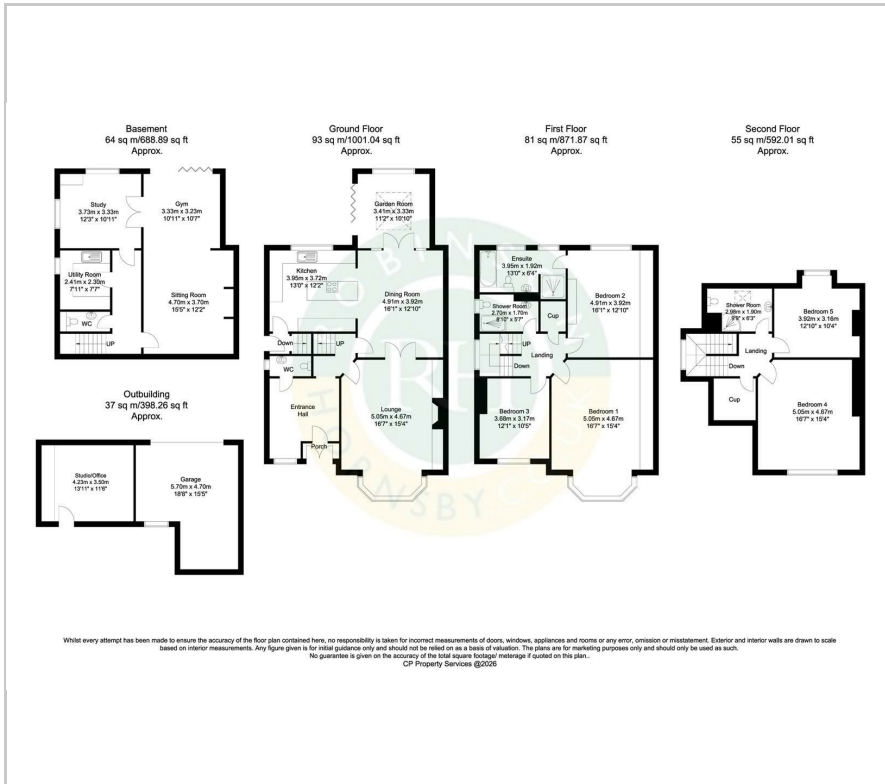 Basement
64 sq m/688.89 sq ft
Approx.
Study
3.73m x 3.33m
12'3" x 10'11"
Gym
3.33m x 3.23m
10'11" x 10'7"
Utility Room
2.41m x 2.30m
7'11" x 7'7"
Sitting Room
4.70m x 3.70m
15'5" x 12'2"
WC
UP
Outbuilding
37 sq m/398.26 sq ft
Approx.
Studio/Office
4.23m x 3.50m
13'11" x 11'6"
Garage
5.70m x 4.70m
18'8" x 15'5"
Ground Floor
93 sq m/1001.04 sq ft
Approx.
Garden Room
3.41m x 3.33m
11'2" x 10'10"
Kitchen
3.95m x 3.72m
13'0" x 12'2"
Dining Room
4.91m x 3.92m
16'1" x 12'10"
Down
UP
WC
Entrance
Hall
Lounge
5.05m x 4.67m
16'7" x 15'4"
Porch
First Floor
81 sq m/871.87 sq ft
Approx.
Ensuite
3.95m x 1.92m
13'0" x 6'4"
Bedroom 2
4.91m x 3.92m
16'1" x 12'10"
Shower Room
2.70m x 1.70m
8'10" x 5'7"
Cup
UP
Landing
Down
Bedroom 3
3.68m x 3.17m
12'1" x 10'5"
Bedroom 1
5.05m x 4.67m
16'7" x 15'4"
Second Floor
55 sq m/592.01 sq ft
Approx.
Shower Room
2.98m x 1.90m
9'9" x 6'3"
Bedroom 5
3.92m x 3.16m
12'10" x 10'4"
Landing
Down
Cup
Bedroom 4
5.05m x 4.67m
16'7" x 15'4"
ROBIN
HORNSBY
RH
Whilst every attempt has been made to ensure the accuracy of the floor plan contained here, no responsibility is taken for incorrect measurements of doors, windows, appliances and rooms or any error, omission or misstatement. Exterior and interior walls are drawn to scale
based on interior measurements. Any figure given is for initial guidance only and should not be relied on as a basis of valuation. The plans are for marketing purposes only and should only be used as such.
No guarantee is given on the accuracy of the total square footage/ meterage if quoted on this plan..
CP Property Services @2026